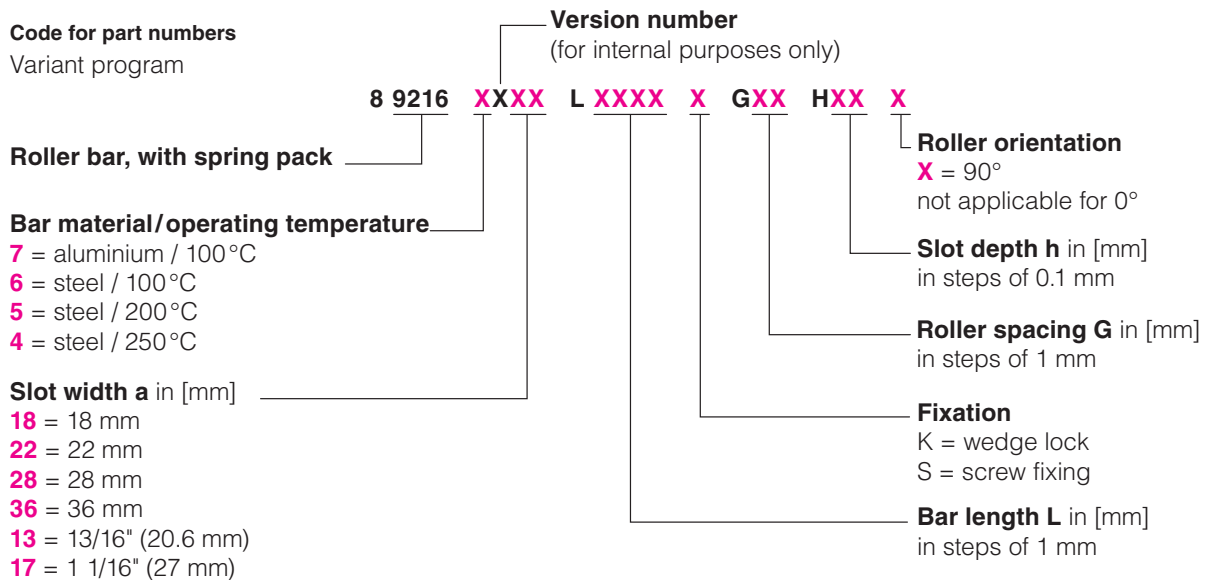 Code for part numbers
Variant program
Version number
(for internal purposes only)
8 9216 XXXX L XXXX X GXX HXX X
Roller bar, with spring pack
Bar material/operating temperature
7 = aluminium / 100°C
6 = steel / 100°C
5 = steel / 200°C
4 = steel / 250°C
Slot width a in [mm]
18 = 18 mm
22 = 22 mm
28 = 28 mm
36 = 36 mm
13 = 13/16" (20.6 mm)
17 = 1 1/16" (27 mm)
Roller orientation
X = 90°
not applicable for 0°
Slot depth h in [mm]
in steps of 0.1 mm
Roller spacing G in [mm]
in steps of 1 mm
Fixation
K = wedge lock
S = screw fixing
Bar length L in [mm]
in steps of 1 mm